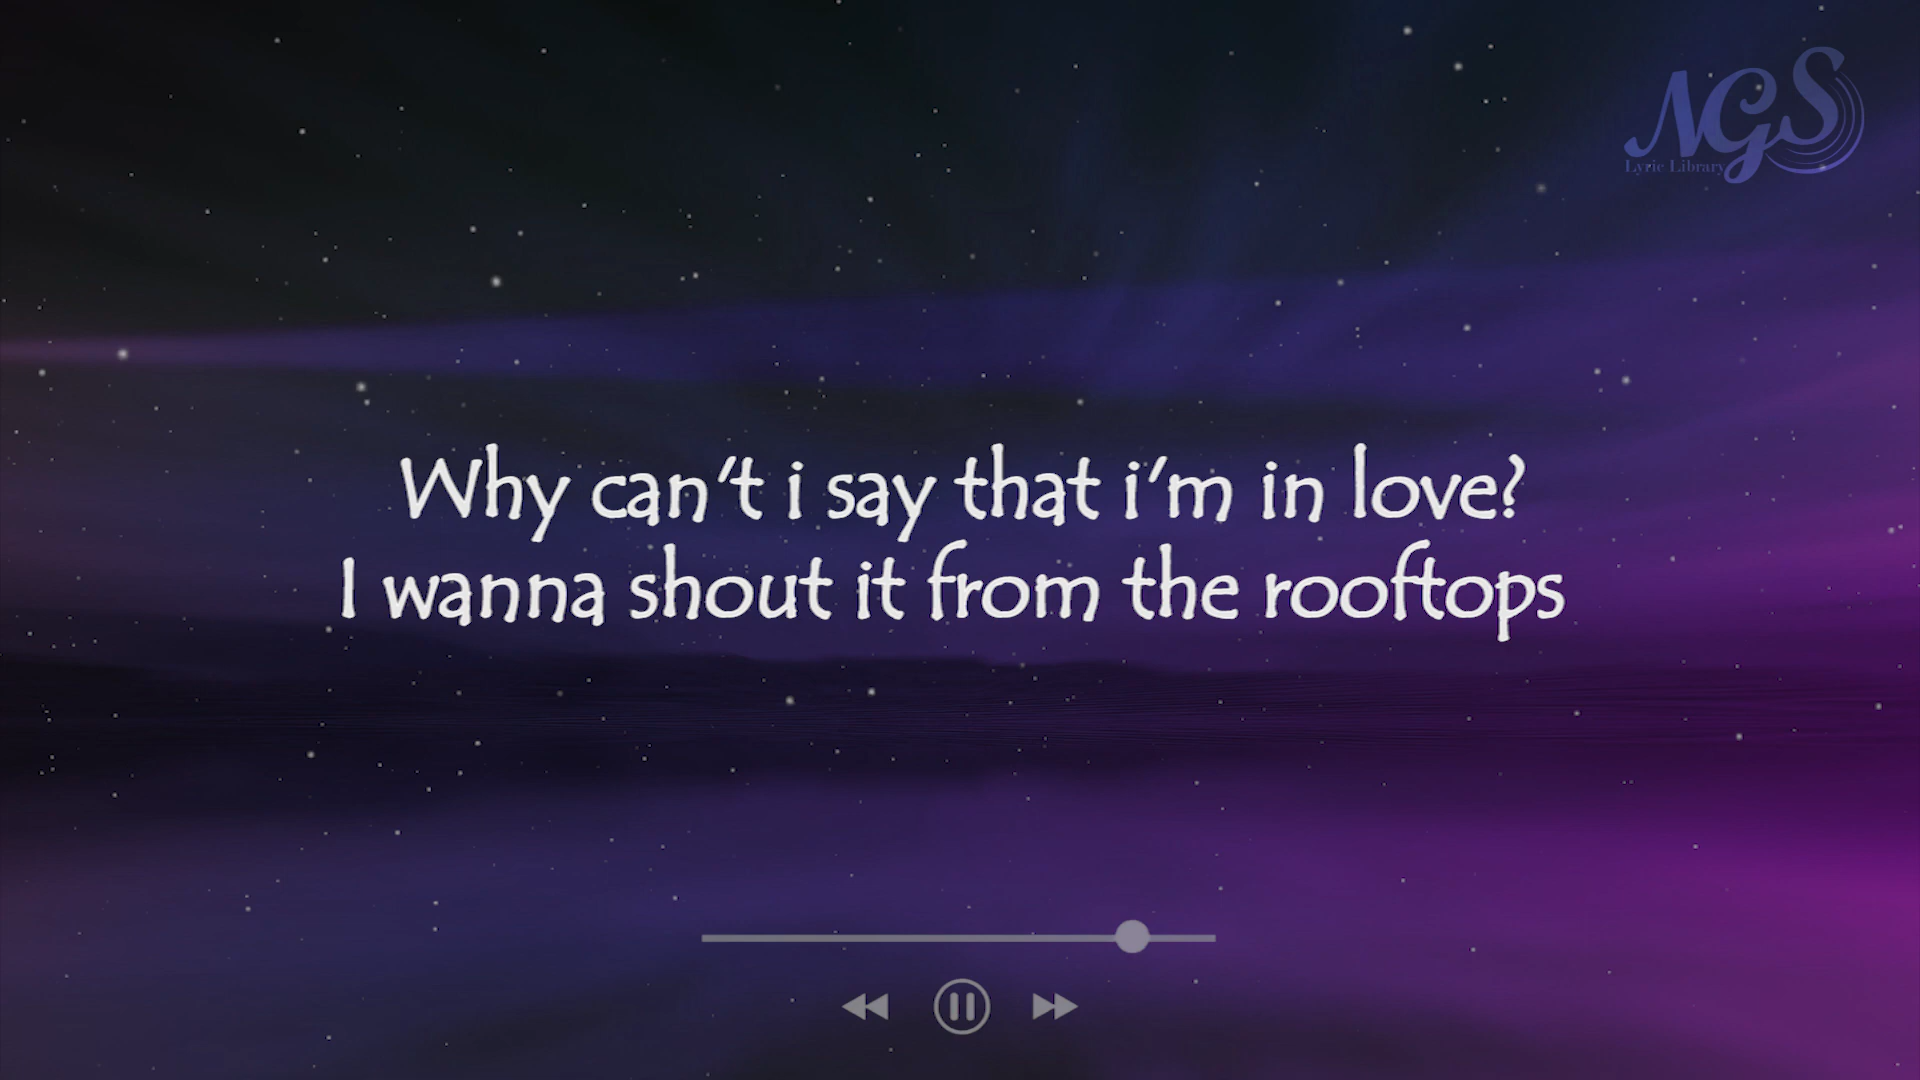 NGS
Lyric Library
Why can't i say that i'm in love?
I wanna shout it from the rooftops